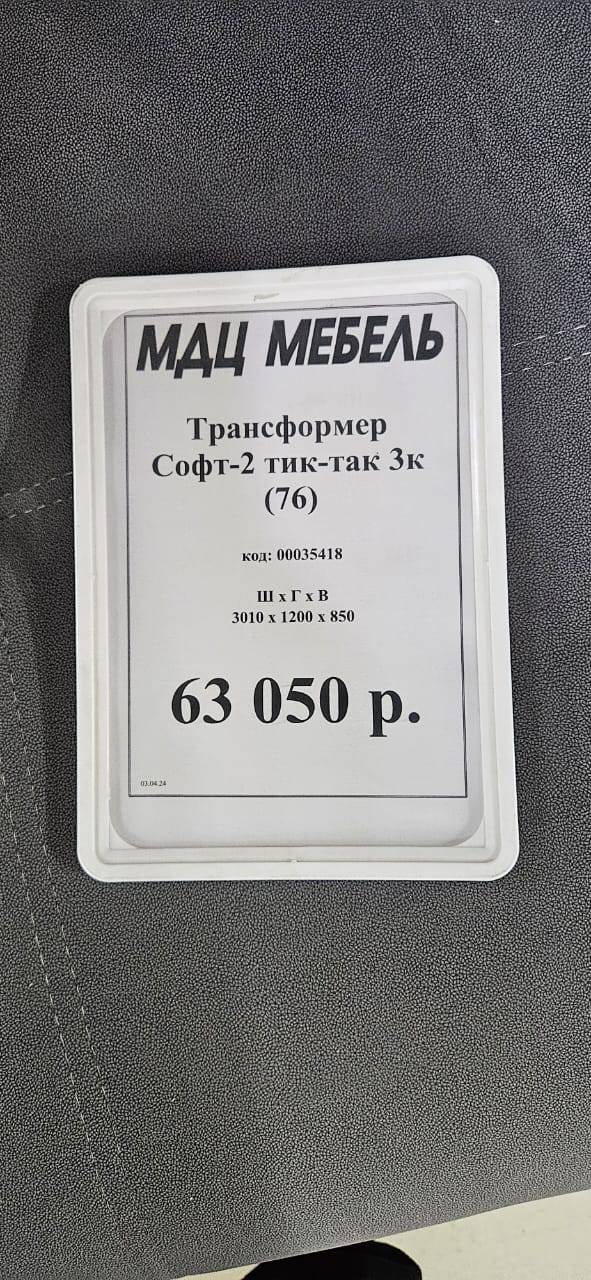 МДЦ МЕБЕЛЬ
Трансформер
Софт-2 тик-так 3к
(76)
код: 00035418
Ш х Г х В
3010 х 1200 х 850
63 050 р.
03.04.24